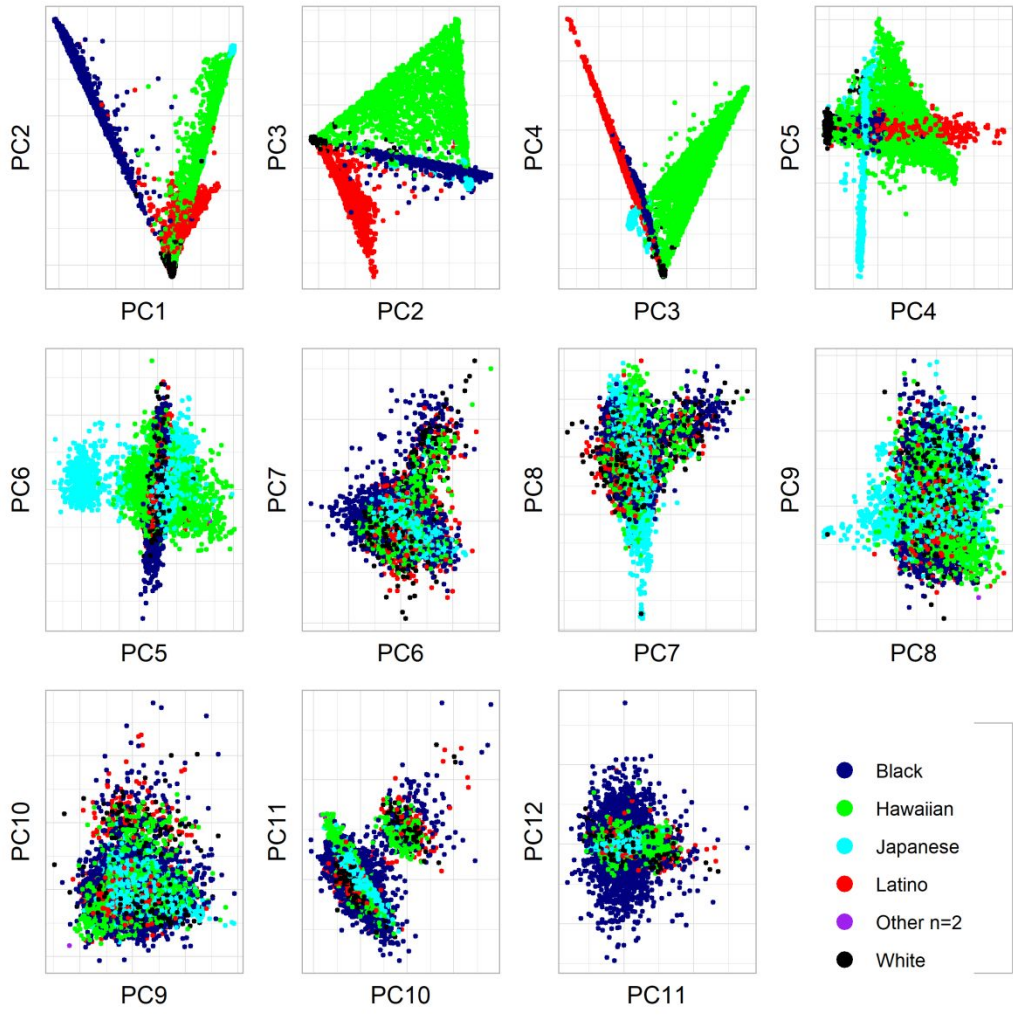 PC2
PC1
PC3
PC2
PC4
PC3
PC5
PC4
PC6
PC5
PC7
PC6
PC8
PC7
PC9
PC8
PC10
PC9
PC11
PC10
PC12
PC11
Black
Hawaiian
Japanese
Latino
Other n=2
White